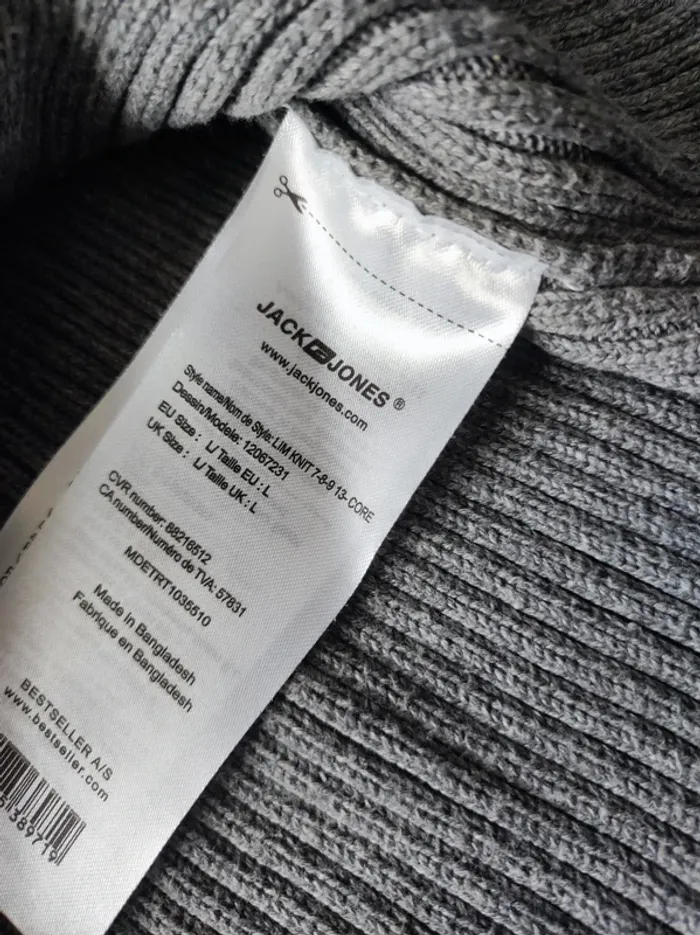 JACK JONES ®
www.jackjones.com
Style name/Nom de Style: LIM KNIT 7-8-9 13- CORE
Dessin/Modele: 12067231
EU Size : L/ Taille EU : L
UK Size : L/ Taille UK : L
CVR number: 88216512
CA number/Numéro de TVA: 57831
MDETRT1036510
Made in Bangladesh
Fabrique en Bangladesh
BESTSELLER A/S
www.bestseller.com